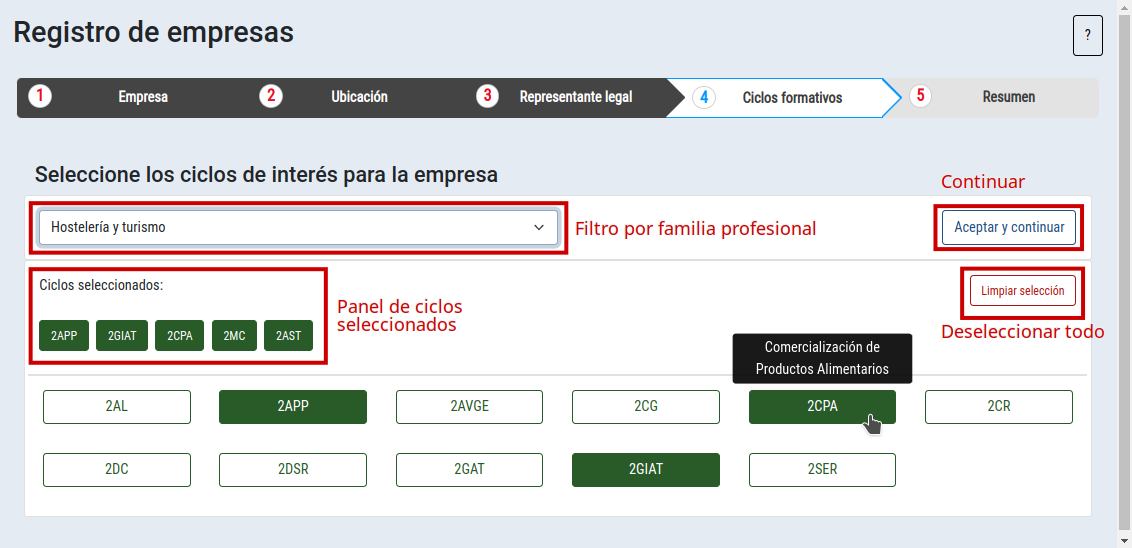 Registro de empresas
?
1 Empresa
2 Ubicación
3 Representante legal
4 Ciclos formativos
5 Resumen
Seleccione los ciclos de interés para la empresa
Continuar
Hostelería y turismo
Filtro por familia profesional
Aceptar y continuar
Ciclos seleccionados:
2APP 2GIAT 2CPA 2MC 2AST
Panel de ciclos
seleccionados
Limpiar selección
Deseleccionar todo
Comercialización de
Productos Alimentarios
2AL 2APP 2AVGE 2CG 2CPA 2CR
2DC 2DSR 2GAT 2GIAT 2SER